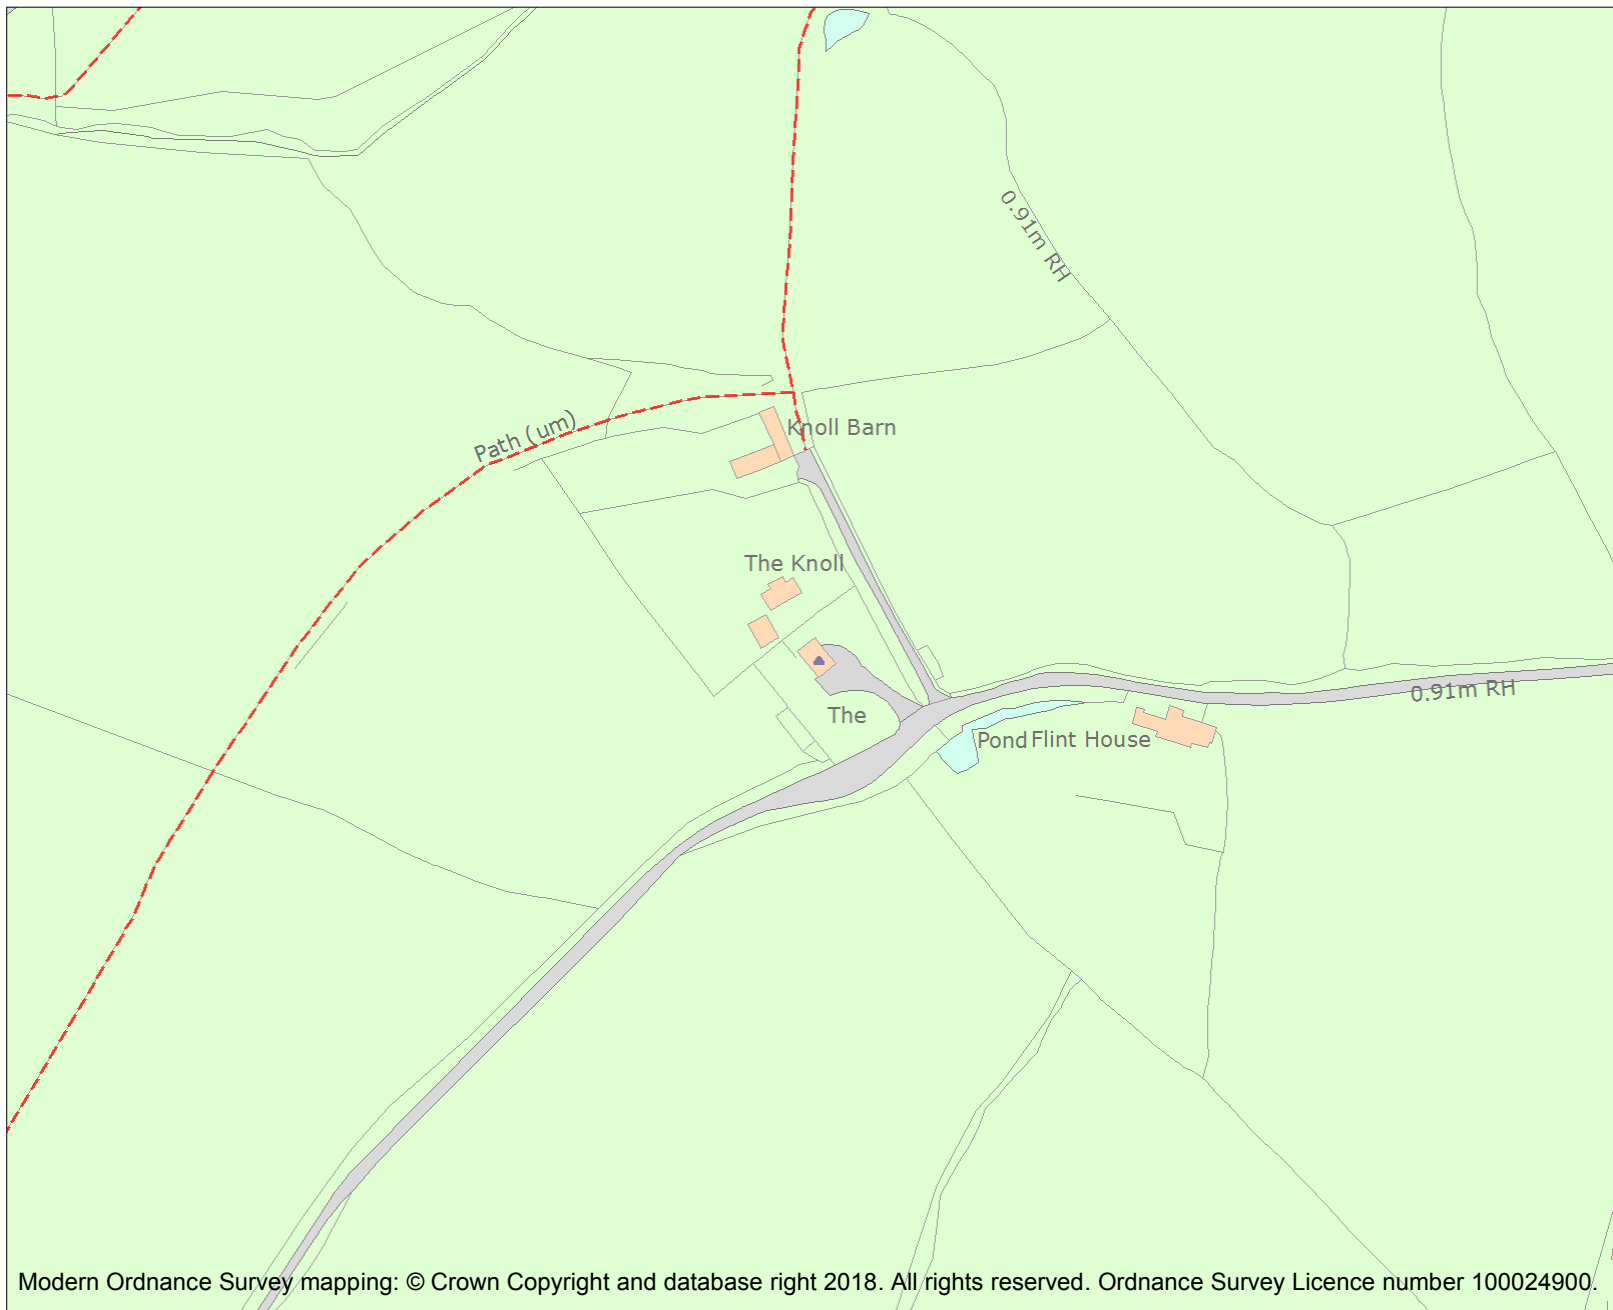 0.91m RH
Path (um)
Knoll Barn
The Knoll
0.91m RH
The
Pond
Flint House
Modern Ordnance Survey mapping: © Crown Copyright and database right 2018. All rights reserved. Ordnance Survey Licence number 100024900.